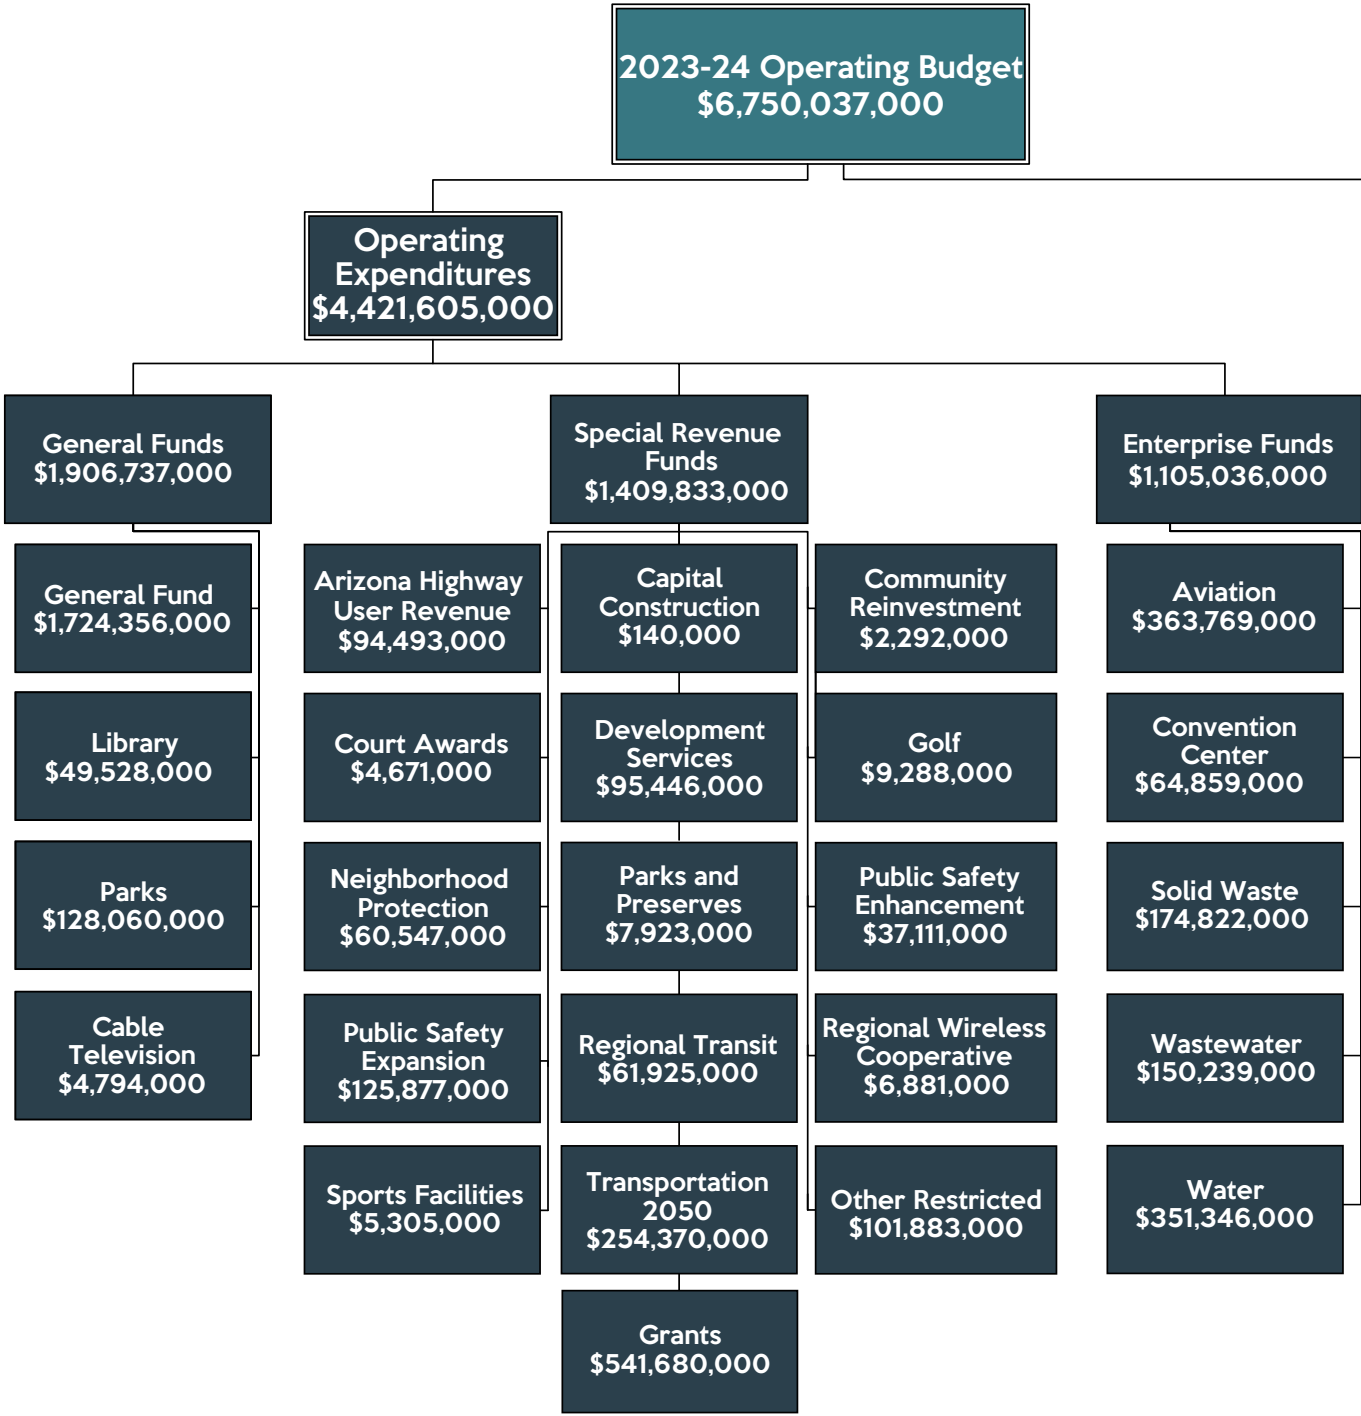 2023-24 Operating Budget
$6,750,037,000
Operating
Expenditures
$4,421,605,000
General Funds
$1,906,737,000
Special Revenue
Funds
$1,409,833,000
Enterprise Funds
$1,105,036,000
General Fund
$1,724,356,000
Arizona Highway
User Revenue
$94,493,000
Capital
Construction
$140,000
Community
Reinvestment
$2,292,000
Aviation
$363,769,000
Library
$49,528,000
Court Awards
$4,671,000
Development
Services
$95,446,000
Golf
$9,288,000
Convention
Center
$64,859,000
Parks
$128,060,000
Neighborhood
Protection
$60,547,000
Parks and
Preserves
$7,923,000
Public Safety
Enhancement
$37,111,000
Solid Waste
$174,822,000
Cable
Television
$4,794,000
Public Safety
Expansion
$125,877,000
Regional Transit
$61,925,000
Regional Wireless
Cooperative
$6,881,000
Wastewater
$150,239,000
Sports Facilities
$5,305,000
Transportation
2050
$254,370,000
Other Restricted
$101,883,000
Water
$351,346,000
Grants
$541,680,000